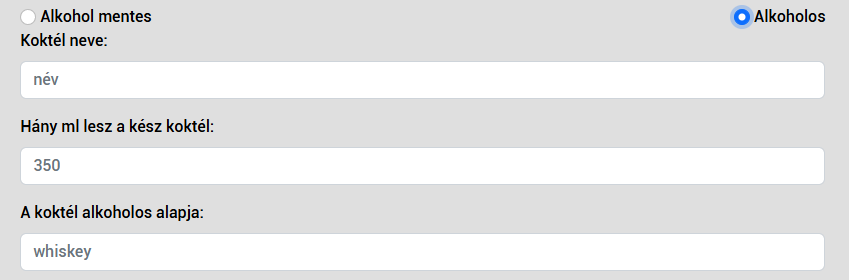 Alkohol mentes Alkoholos
Koktél neve:
név
Hány ml lesz a kész koktél:
350
A koktél alkoholos alapja:
whiskey